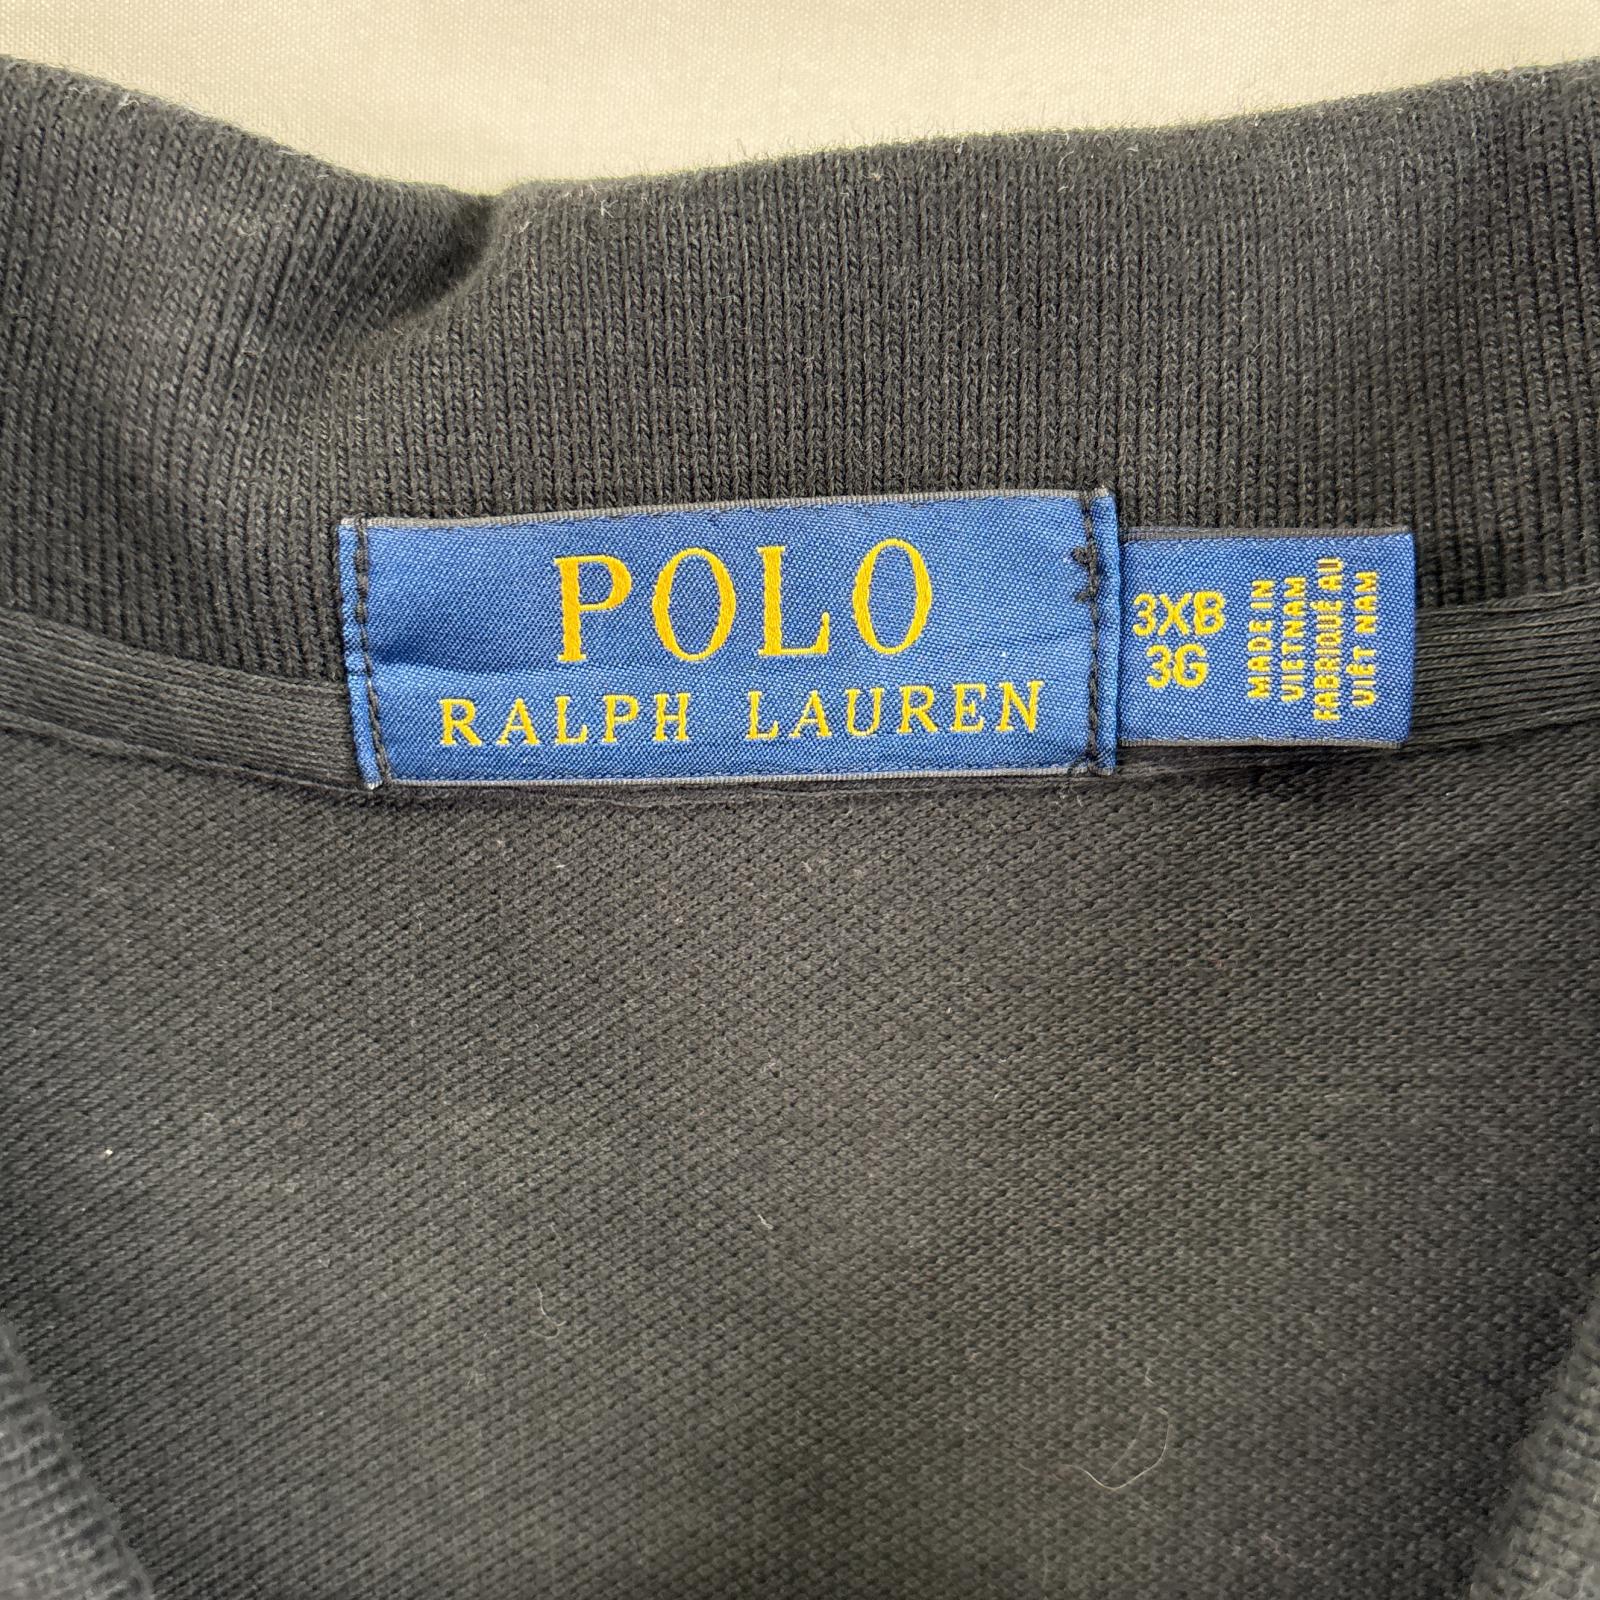 POLO
RALPH LAUREN
3XB
3G
MADE IN
VIETNAM
FABRIQUÉ AU
VIÊT NAM